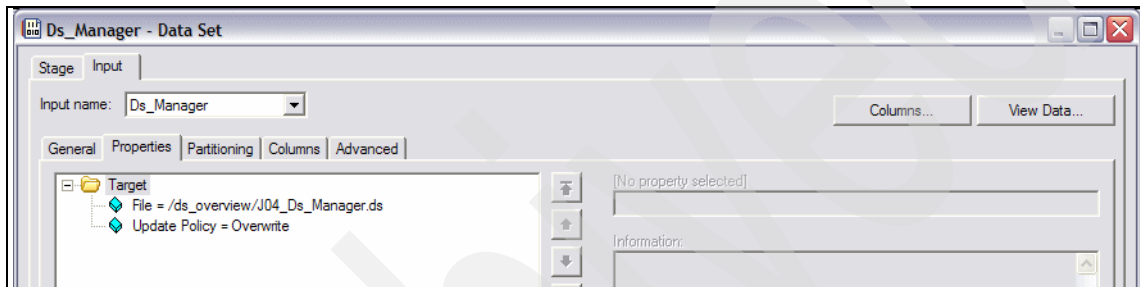 Ds_Manager - Data Set
Stage Input
Input name: Ds_Manager Columns... View Data...
General Properties Partitioning Columns Advanced
Target [No property selected]
File = /ds_overview/J04_Ds_Manager.ds
Update Policy = Overwrite
Information: